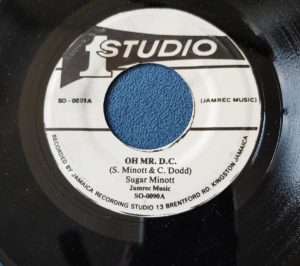 1 STUDIO
SO-0091A
(JAMREC MUSIC)
OH MR. D.C.
(S. Minott & C. Dodd)
Sugar Minott
Jamrec Music
SO-0090A
RECORDED BY JAMAICA RECORDING STUDIO 13 BRENTFORD RD. KINGSTON JAMAICA